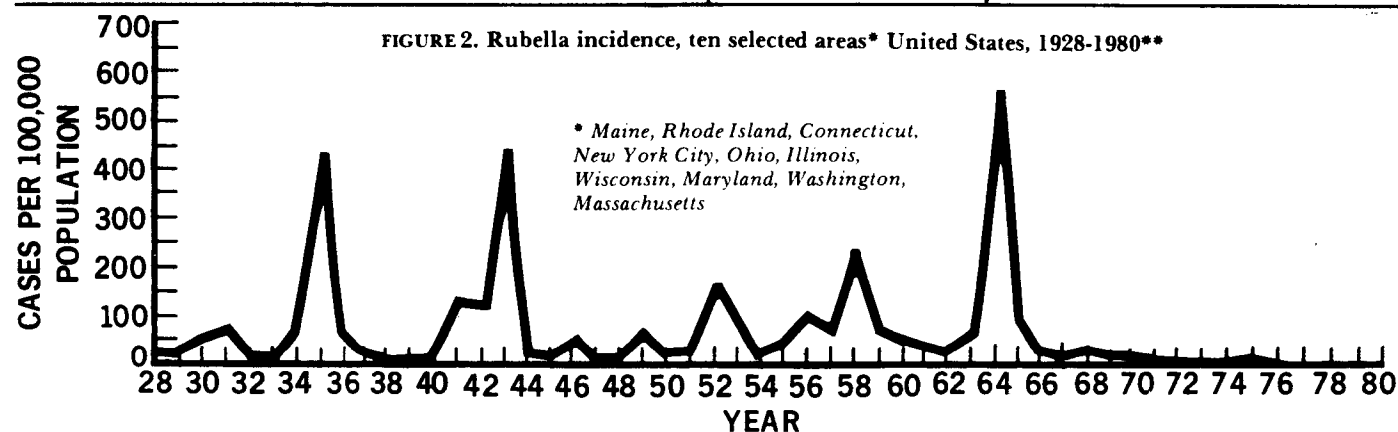 FIGURE 2. Rubella incidence, ten selected areas* United States, 1928-1980**
* Maine, Rhode Island, Connecticut,
New York City, Ohio, Illinois,
Wisconsin, Maryland, Washington,
Massachusetts
CASES PER 100,000
POPULATION
700
600
500
400
300
200
100
0
28 30 32 34 36 38 40 42 44 46 48 50 52 54 56 58 60 62 64 66 68 70 72 74 76 78 80
YEAR